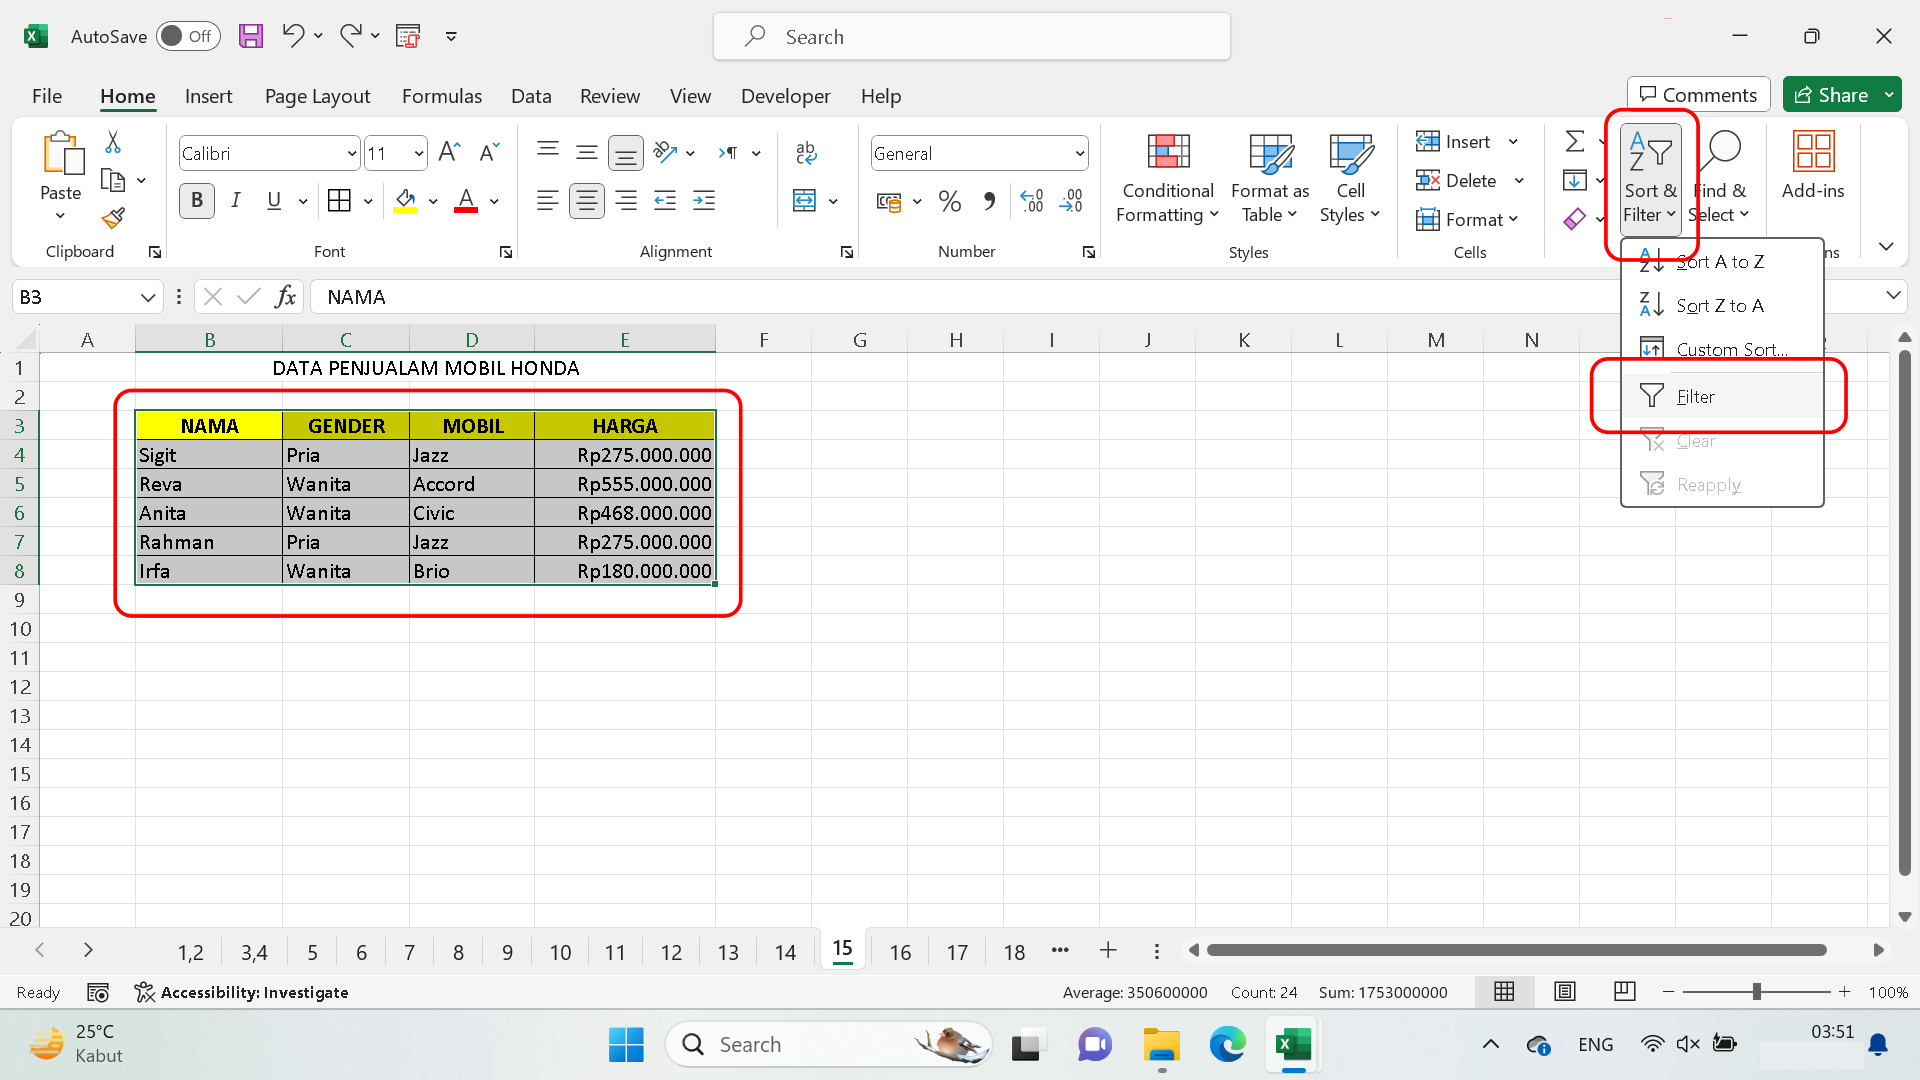 AutoSave Off Search
File Home Insert Page Layout Formulas Data Review View Developer Help Comments Share
Paste Calibri 11 General Conditional Formatting Format as Table Cell Styles Insert Delete Format Sort & Filter Find & Select Add-ins
Clipboard Font Alignment Number Styles Cells
Sort A to Z
Sort Z to A
Custom Sort...
Filter
Clear
Reapply
B3 fx NAMA
A B C D E F G H I J K L M N
1 DATA PENJUALAM MOBIL HONDA
2
3 NAMA GENDER MOBIL HARGA
4 Sigit Pria Jazz Rp275.000.000
5 Reva Wanita Accord Rp555.000.000
6 Anita Wanita Civic Rp468.000.000
7 Rahman Pria Jazz Rp275.000.000
8 Irfa Wanita Brio Rp180.000.000
9
10
11
12
13
14
15
16
17
18
19
20
1,2 3,4 5 6 7 8 9 10 11 12 13 14 15 16 17 18
Ready Accessibility: Investigate Average: 350600000 Count: 24 Sum: 1753000000 100%
25°C Search ENG 03:51
Kabut